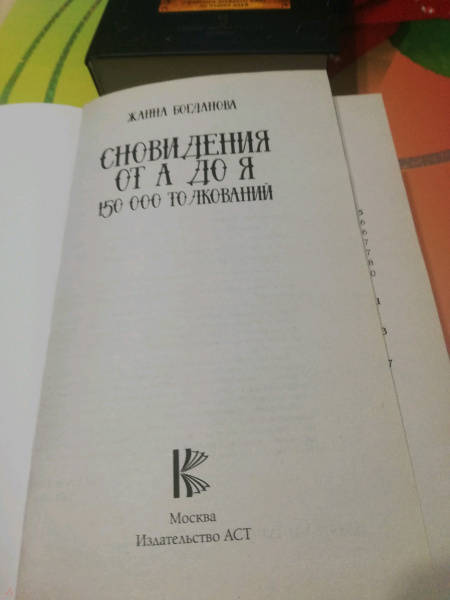 ЖАННА БОГДАНОВА
СНОВИДЕНИЯ
ОТ А ДО Я
150 000 ТОЛКОВАНИЙ
Москва
Издательство АСТ